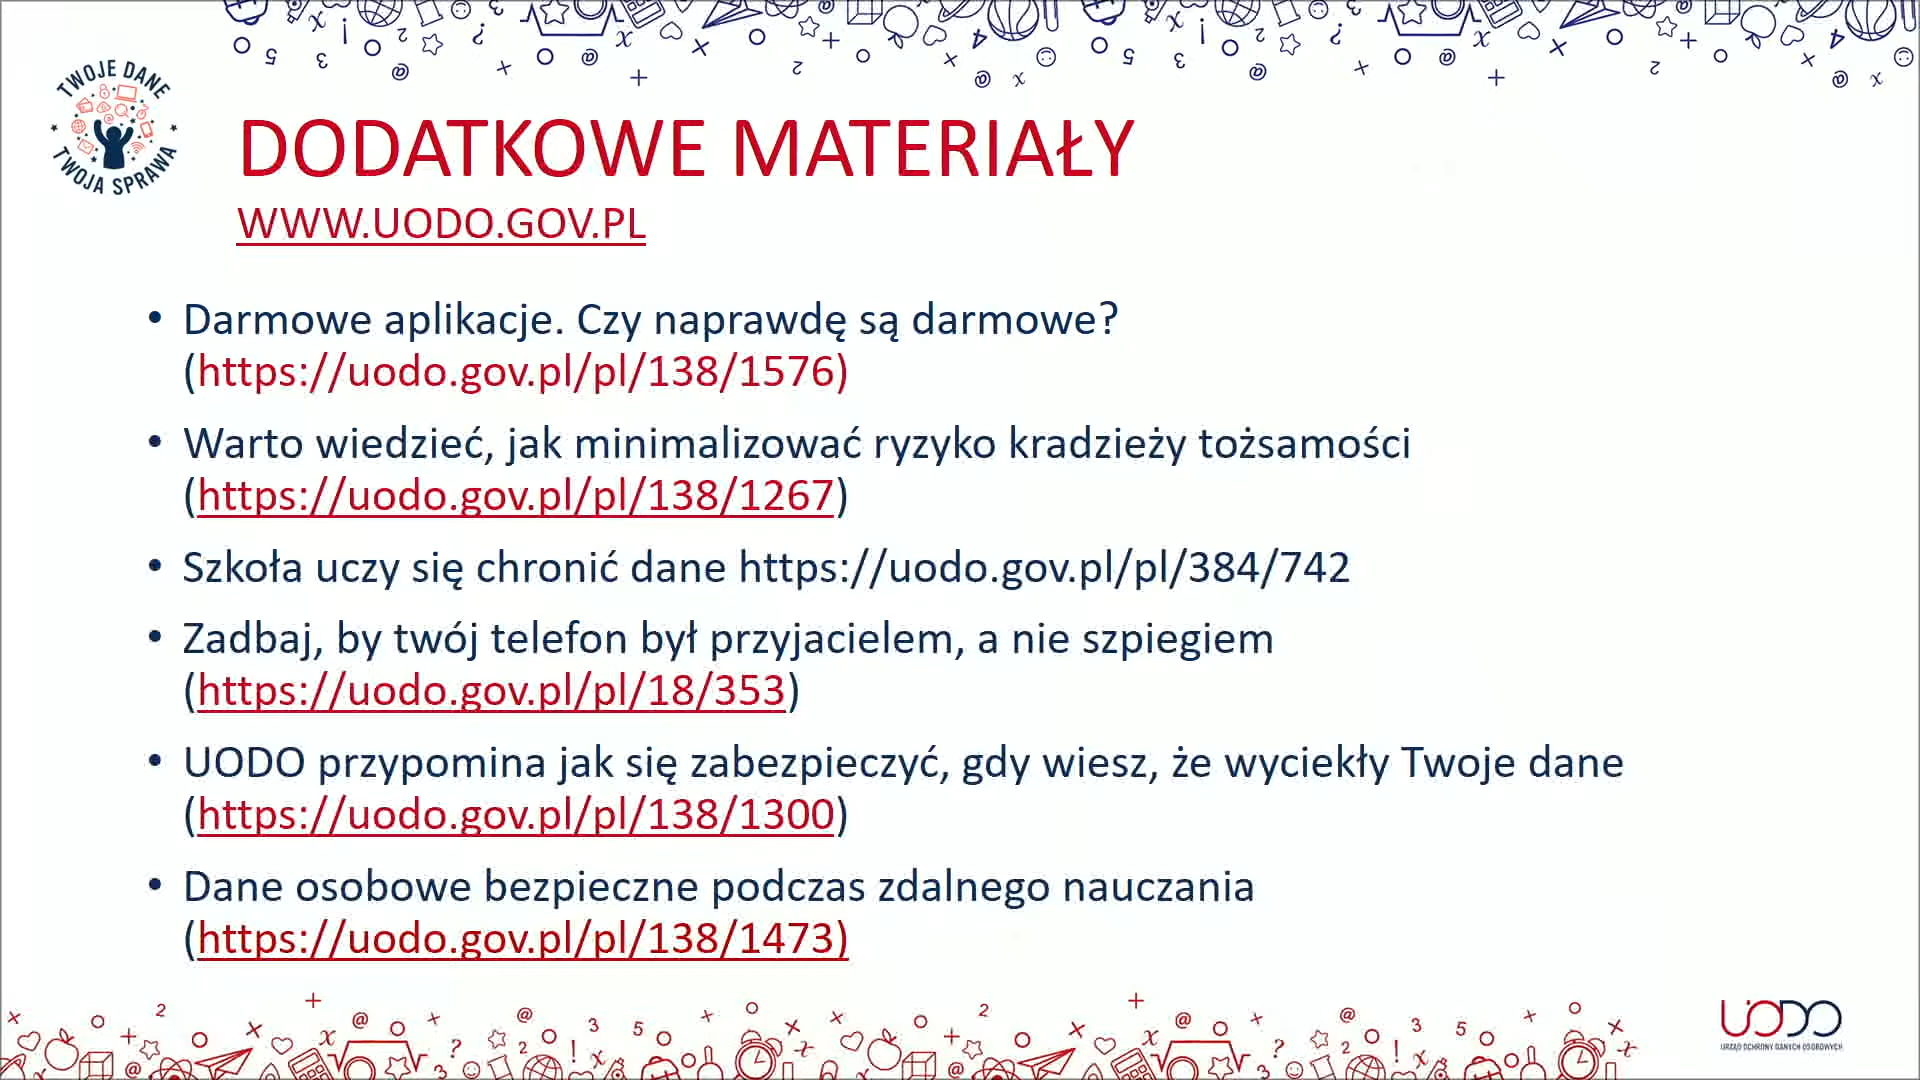 TWOJE DANE
TWOJA SPRAWA
DODATKOWE MATERIAŁY
WWW.UODO.GOV.PL
• Darmowe aplikacje. Czy naprawdę są darmowe?
(https://uodo.gov.pl/pl/138/1576)
• Warto wiedzieć, jak minimalizować ryzyko kradzieży tożsamości
(https://uodo.gov.pl/pl/138/1267)
• Szkoła uczy się chronić dane https://uodo.gov.pl/pl/384/742
• Zadbaj, by twój telefon był przyjacielem, a nie szpiegiem
(https://uodo.gov.pl/pl/18/353)
• UODO przypomina jak się zabezpieczyć, gdy wiesz, że wyciekły Twoje dane
(https://uodo.gov.pl/pl/138/1300)
• Dane osobowe bezpieczne podczas zdalnego nauczania
(https://uodo.gov.pl/pl/138/1473)
UODO
URZĄD OCHRONY DANYCH OSOBOWYCH